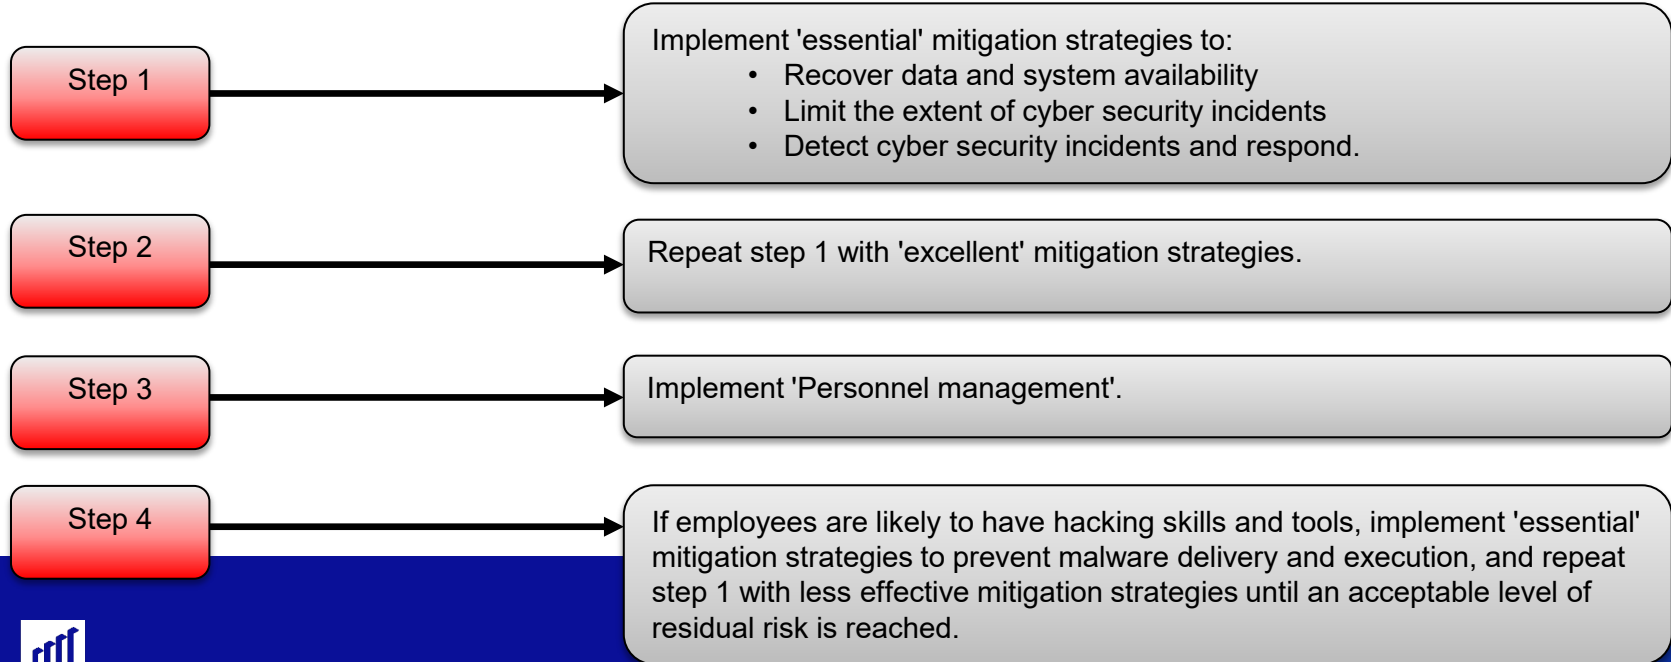 Step 1
Implement 'essential' mitigation strategies to:
• Recover data and system availability
• Limit the extent of cyber security incidents
• Detect cyber security incidents and respond.
Step 2
Repeat step 1 with 'excellent' mitigation strategies.
Step 3
Implement 'Personnel management'.
Step 4
If employees are likely to have hacking skills and tools, implement 'essential'
mitigation strategies to prevent malware delivery and execution, and repeat
step 1 with less effective mitigation strategies until an acceptable level of
residual risk is reached.